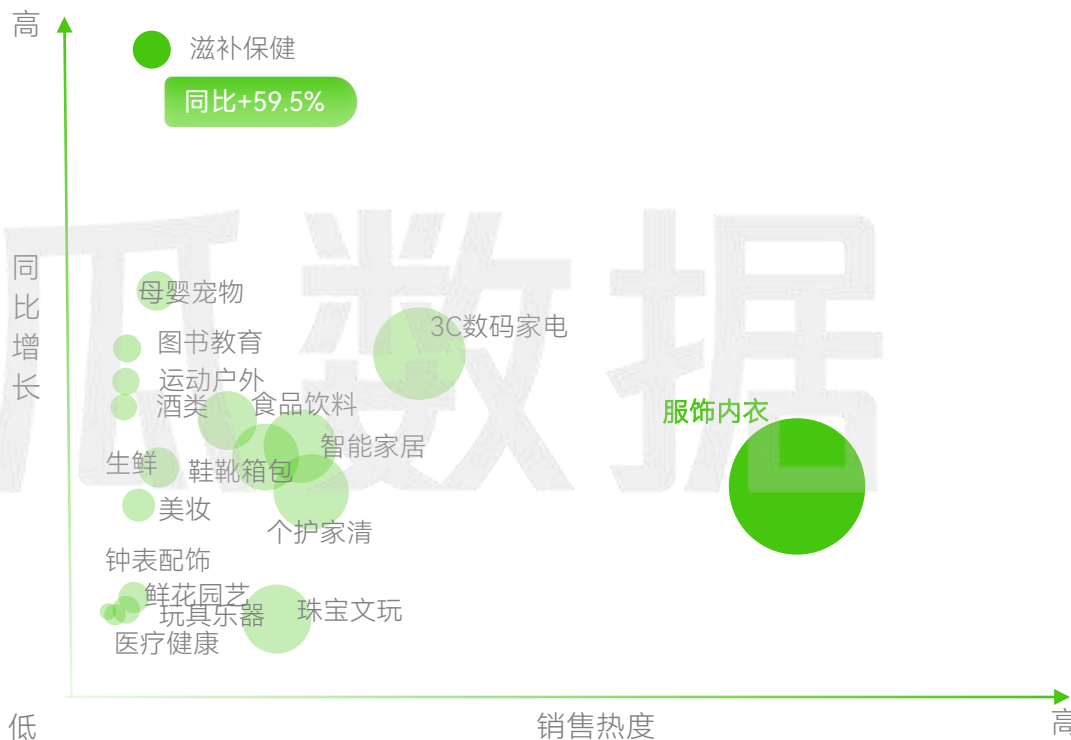 高
滋补保健
同比+59.5%
瓜数据
同比增长
母婴宠物
3C数码家电
图书教育
运动户外
酒类
食品饮料
服饰内衣
智能家居
生鲜
鞋靴箱包
美妆
个护家清
钟表配饰
鲜花园艺
玩具乐器
珠宝文玩
医疗健康
低
销售热度
高